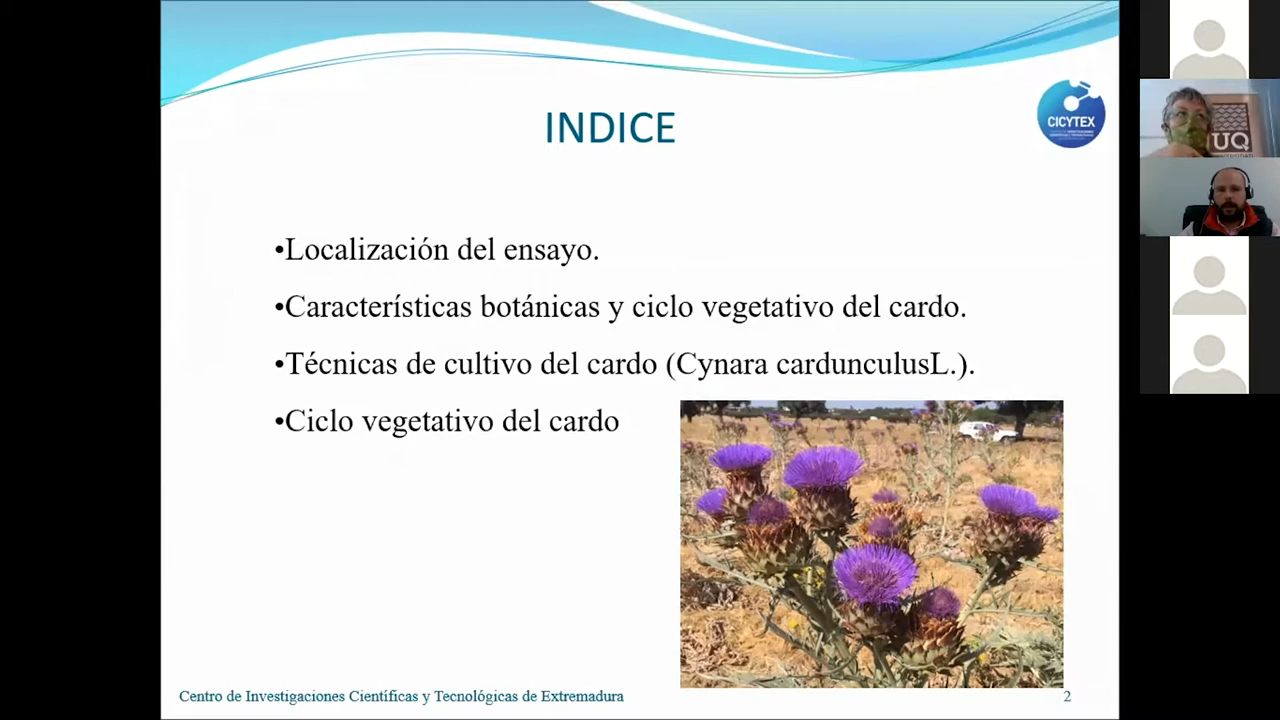 INDICE
CICYTEX
•Localización del ensayo.
•Características botánicas y ciclo vegetativo del cardo.
•Técnicas de cultivo del cardo (Cynara cardunculusL.).
•Ciclo vegetativo del cardo
Centro de Investigaciones Científicas y Tecnológicas de Extremadura
2
UQ